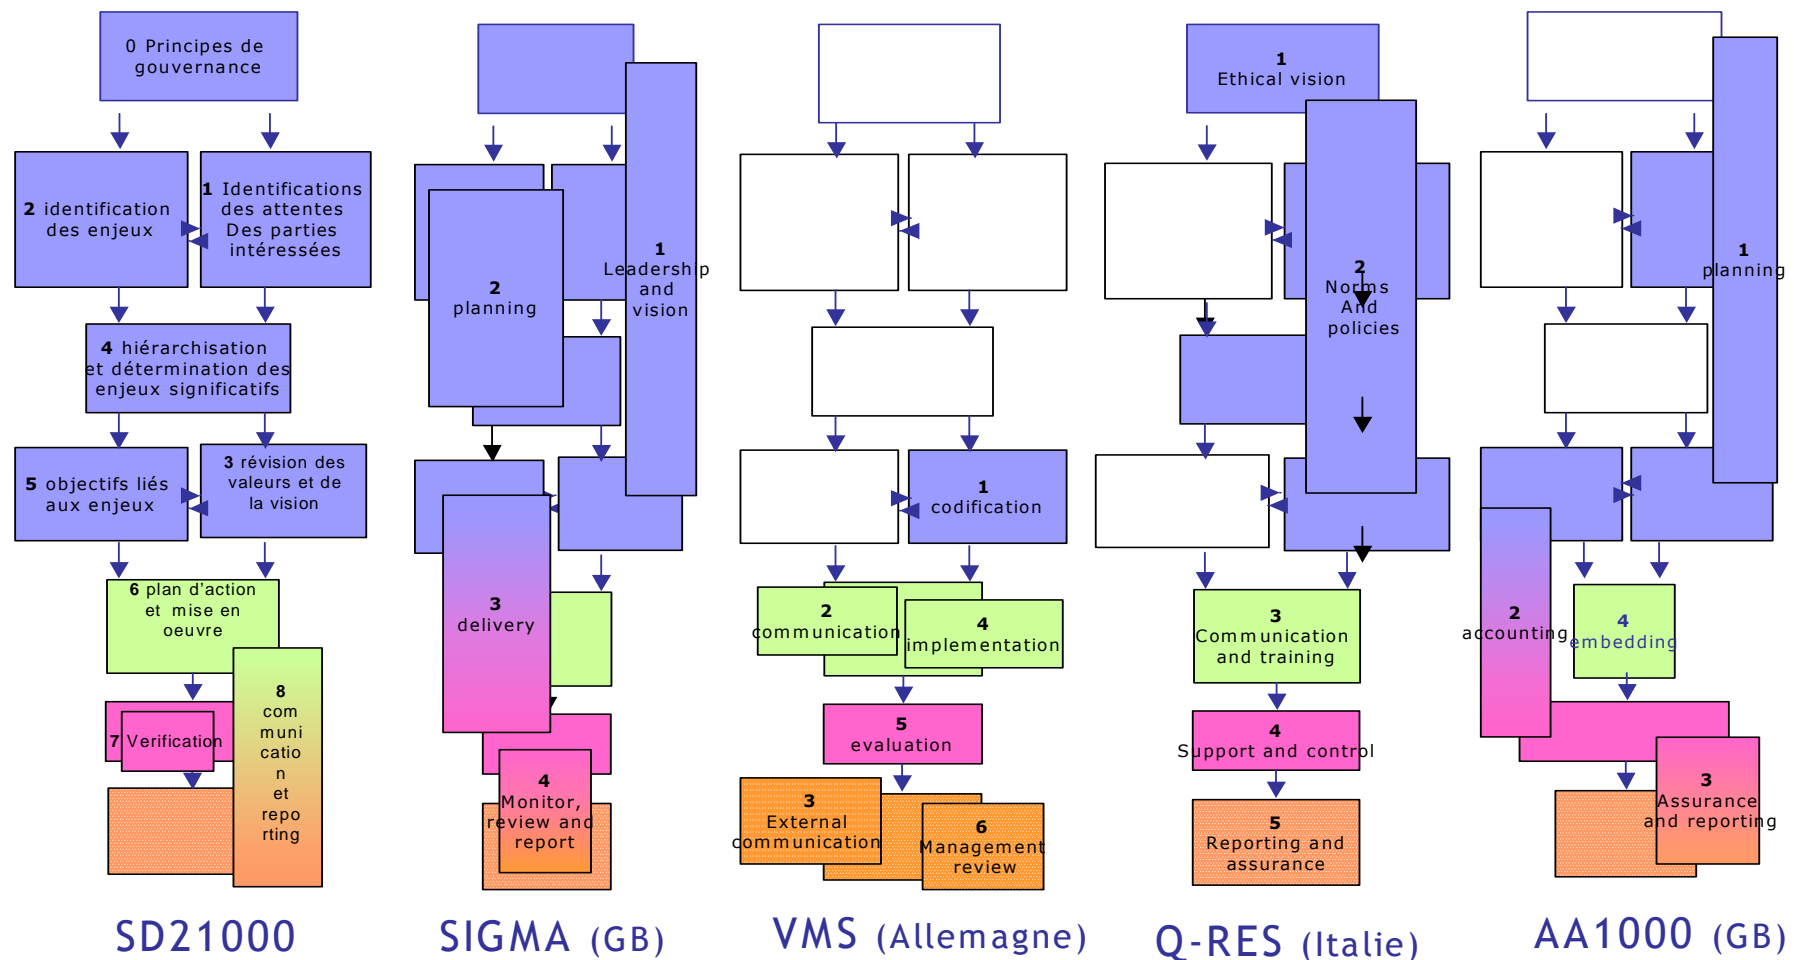 0 Principes de
gouvernance
2 identification
des enjeux
1 Identifications
des attentes
Des parties
intéressées
4 hiérarchisation
et détermination des
enjeux significatifs
5 objectifs liés
aux enjeux
3 révision des
valeurs et de
la vision
6 plan d'action
et mise en
oeuvre
7 Verification
8
com
muni
catio
n
et
repo
rting
SD21000
1
Leadership
and
vision
2
planning
3
delivery
4
Monitor,
review and
report
SIGMA (GB)
1
codification
2
communication
4
implementation
5
evaluation
3
External
communication
6
Management
review
VMS (Allemagne)
1
Ethical vision
2
Norms
And
policies
3
Communication
and training
4
Support and control
5
Reporting and
assurance
Q-RES (Italie)
1
planning
2
accounting
4
embedding
3
Assurance
and reporting
AA1000 (GB)